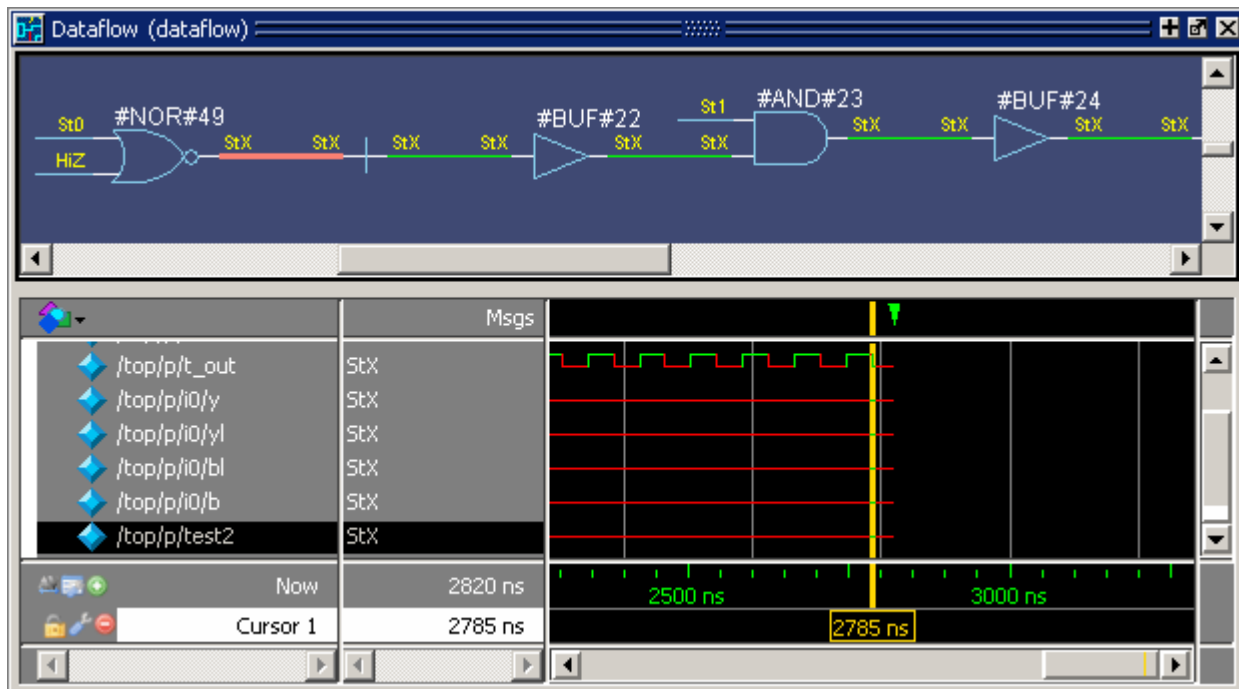 Dataflow (dataflow)
#NOR#49
St0
HiZ
StX StX
StX StX
#BUF#22
StX
St1
StX
#AND#23
StX StX
#BUF#24
StX StX
Msgs
/top/p/t_out StX
/top/p/i0/y StX
/top/p/i0/yl StX
/top/p/i0/bl StX
/top/p/i0/b StX
/top/p/test2 StX
Now 2820 ns
2500 ns 3000 ns
Cursor 1 2785 ns
2785 ns